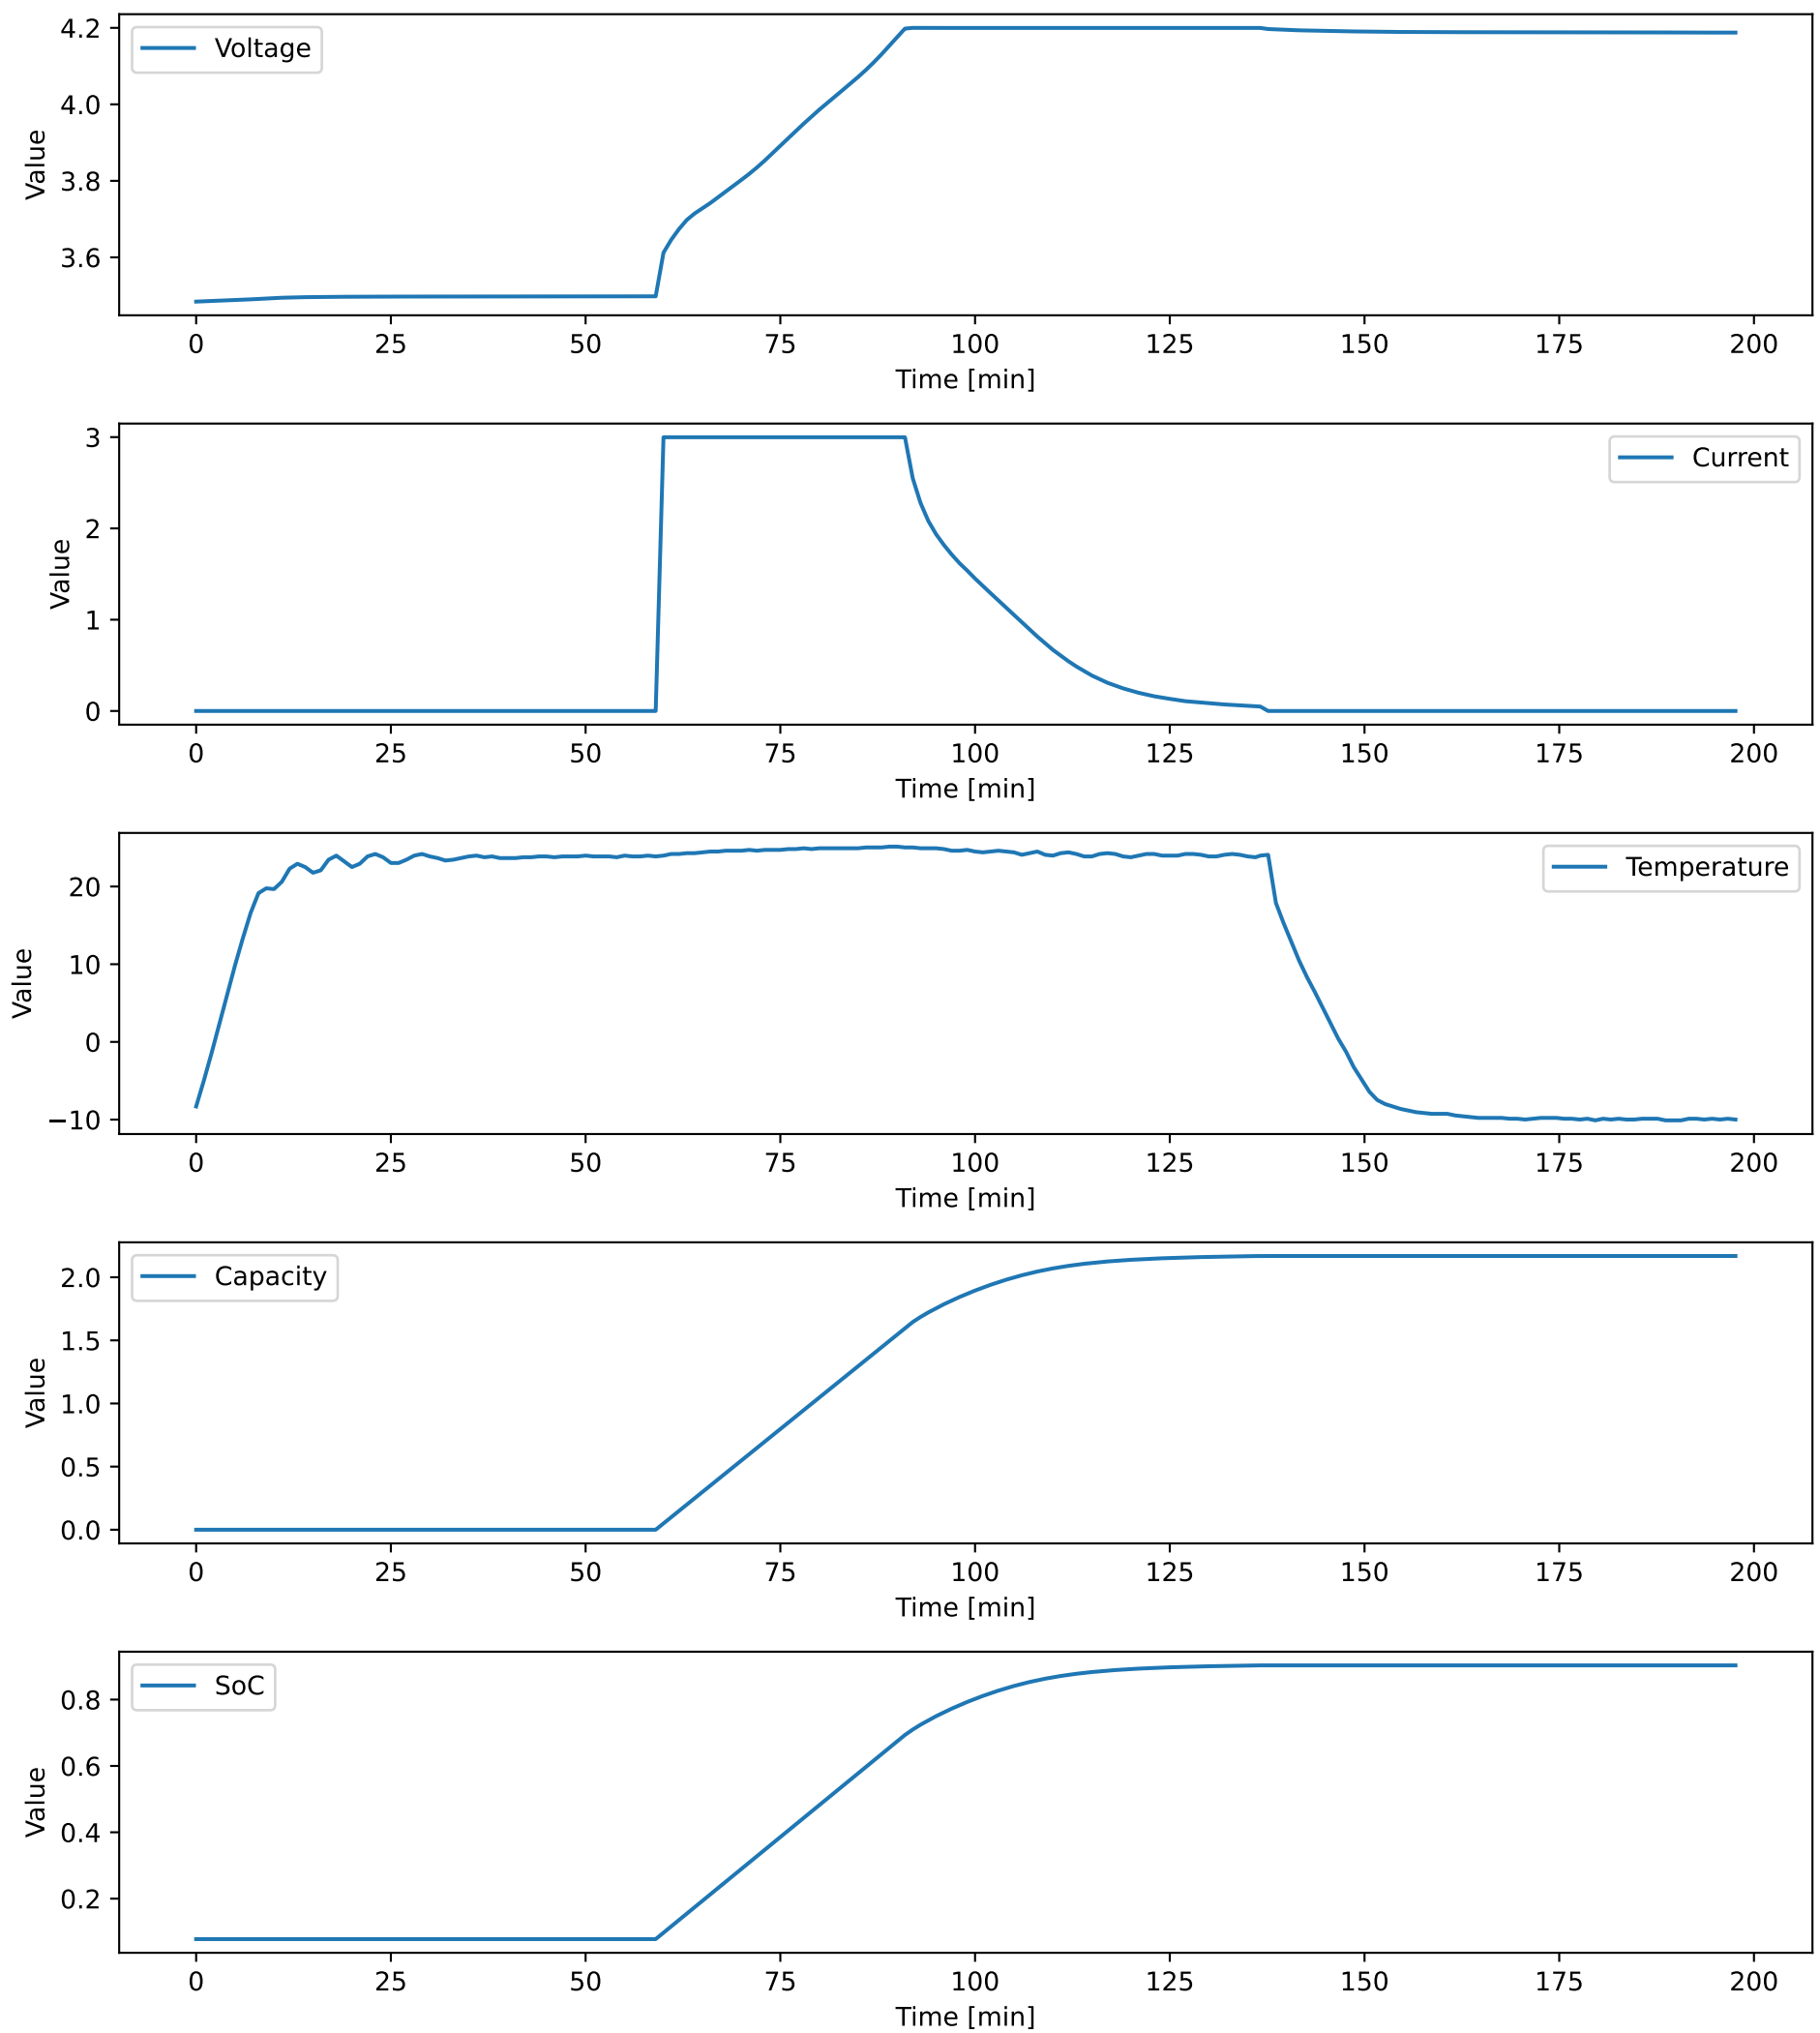 4.2
4.0
3.8
3.6
Value
Voltage
0 25 50 75 100 125 150 175 200
Time [min]
3
2
1
0
Value
Current
0 25 50 75 100 125 150 175 200
Time [min]
20
10
0
−10
Value
Temperature
0 25 50 75 100 125 150 175 200
Time [min]
2.0
1.5
1.0
0.5
0.0
Value
Capacity
0 25 50 75 100 125 150 175 200
Time [min]
0.8
0.6
0.4
0.2
Value
SoC
0 25 50 75 100 125 150 175 200
Time [min]